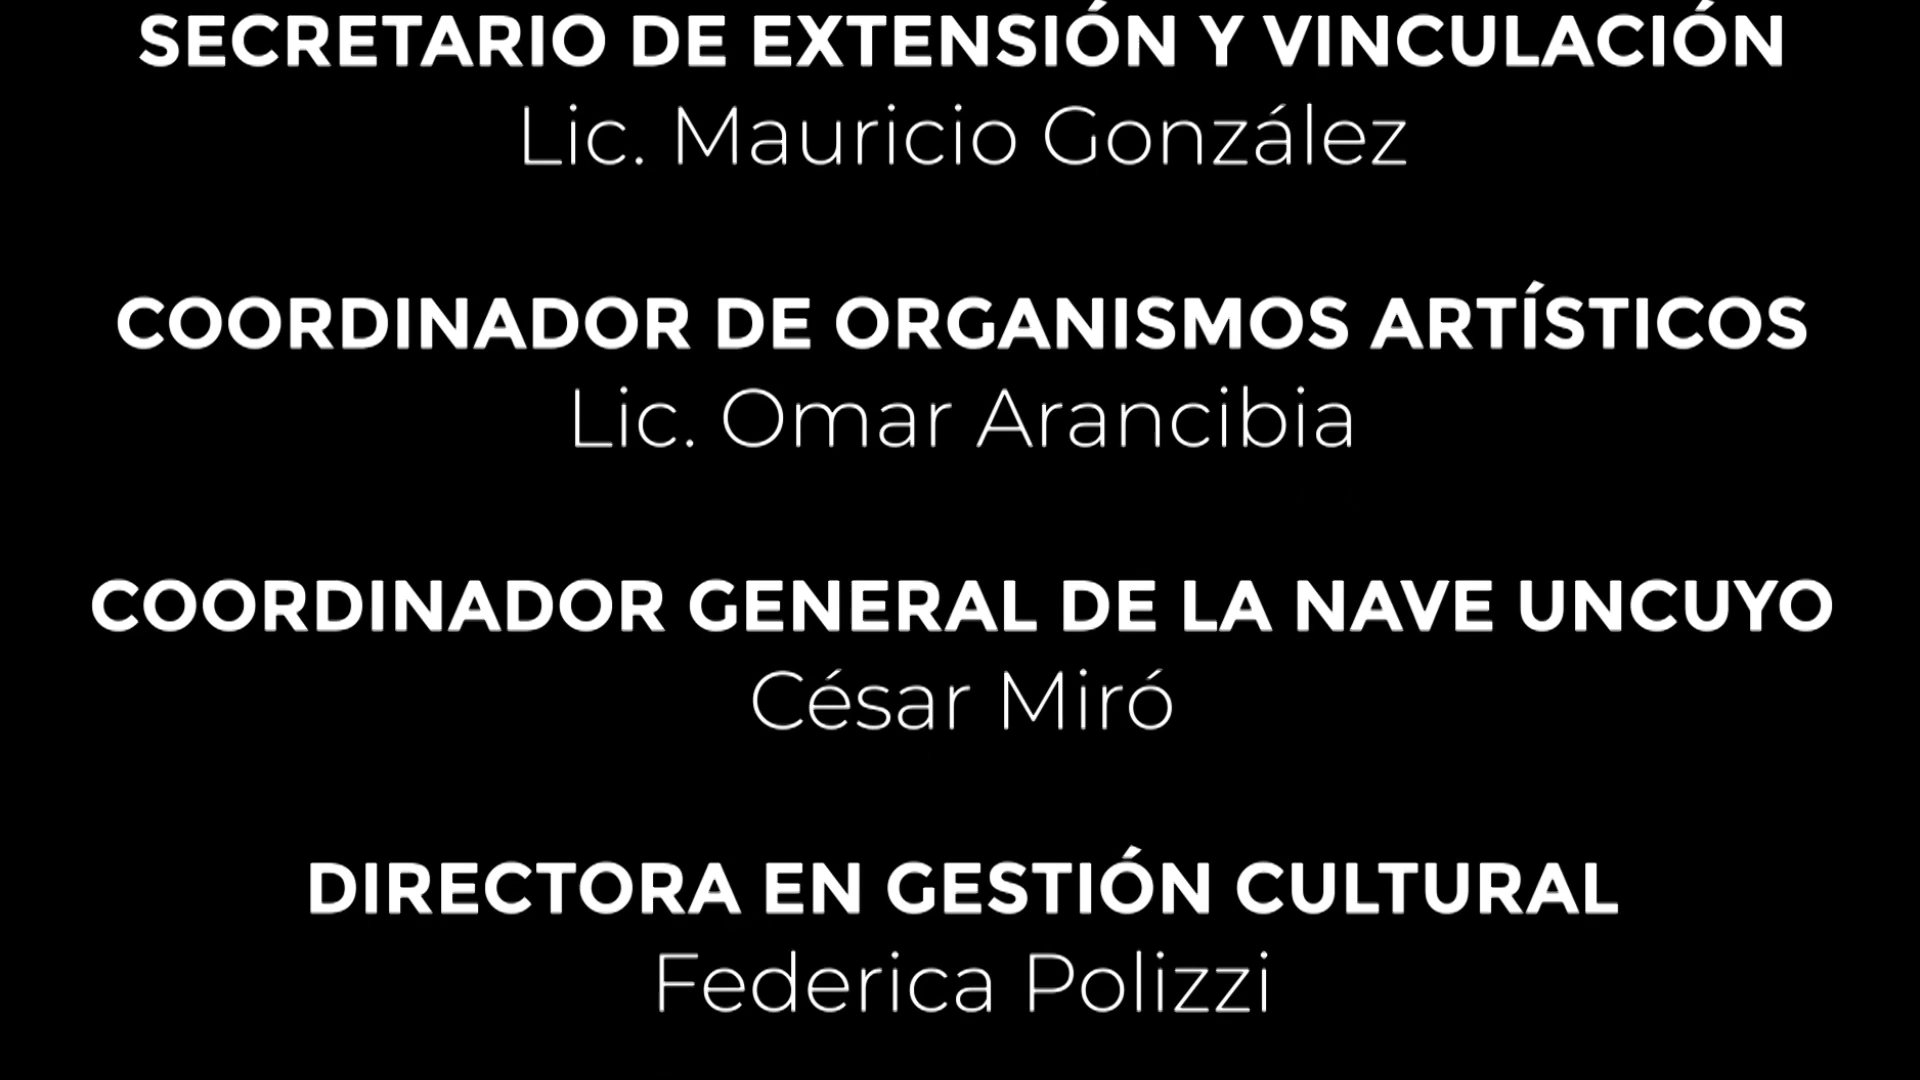 SECRETARIO DE EXTENSIÓN Y VINCULACIÓN
Lic. Mauricio González
COORDINADOR DE ORGANISMOS ARTÍSTICOS
Lic. Omar Arancibia
COORDINADOR GENERAL DE LA NAVE UNCUYO
César Miró
DIRECTORA EN GESTIÓN CULTURAL
Federica Polizzi